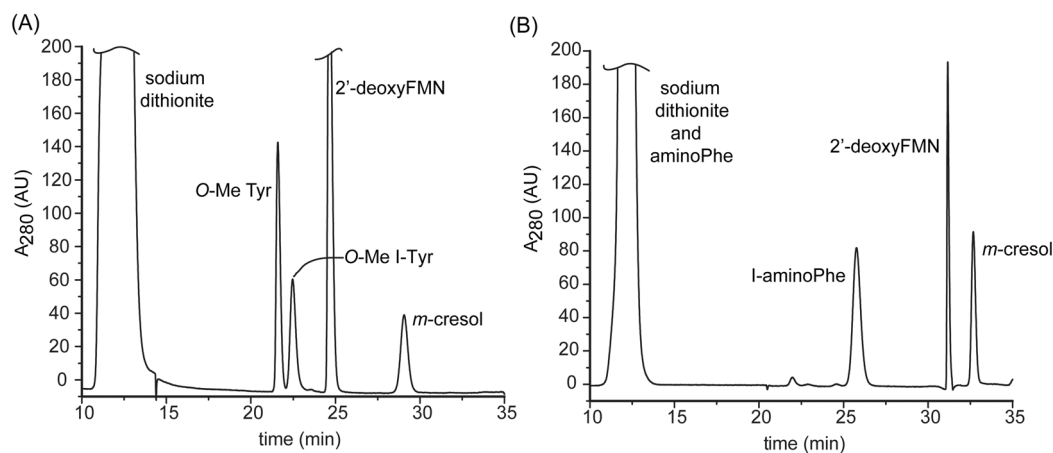 (A)
200
180
160
140
120
100
80
60
40
20
0
A280 (AU)
sodium
dithionite
2'-deoxyFMN
O-Me Tyr
O-Me I-Tyr
m-cresol
10 15 20 25 30 35
time (min)
(B)
200
180
160
140
120
100
80
60
40
20
0
A280 (AU)
sodium
dithionite
and
aminoPhe
2'-deoxyFMN
I-aminoPhe
m-cresol
10 15 20 25 30 35
time (min)